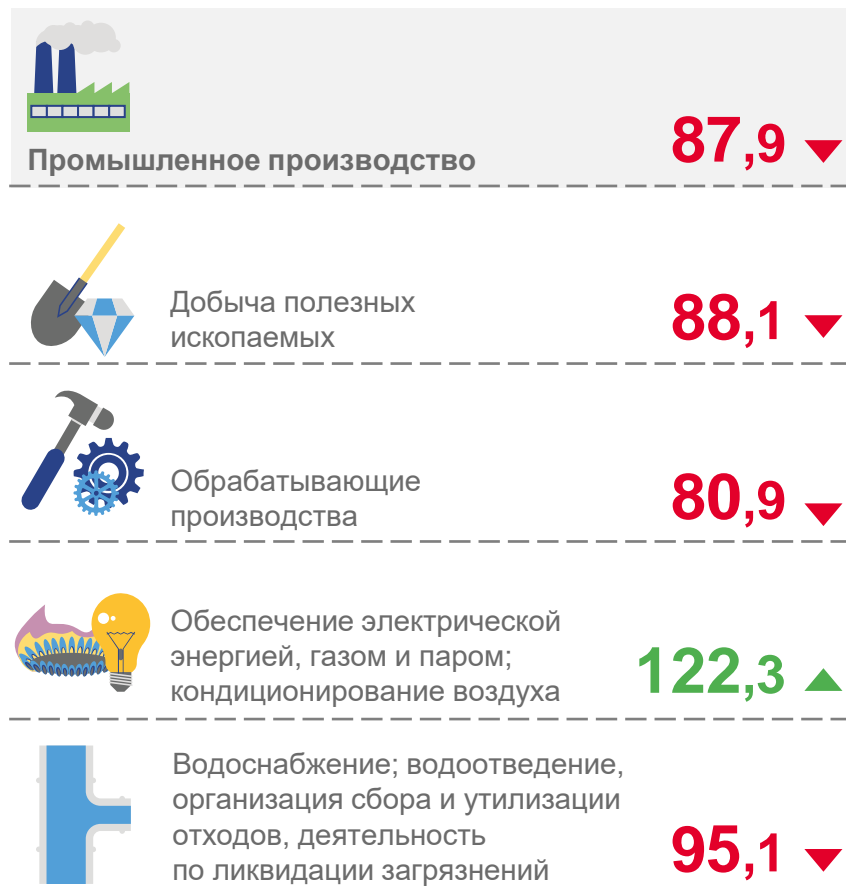 Промышленное производство
87,9
Добыча полезных
ископаемых
88,1
Обрабатывающие
производства
80,9
Обеспечение электрической
энергией, газом и паром;
кондиционирование воздуха
122,3
Водоснабжение; водоотведение,
организация сбора и утилизации
отходов, деятельность
по ликвидации загрязнений
95,1